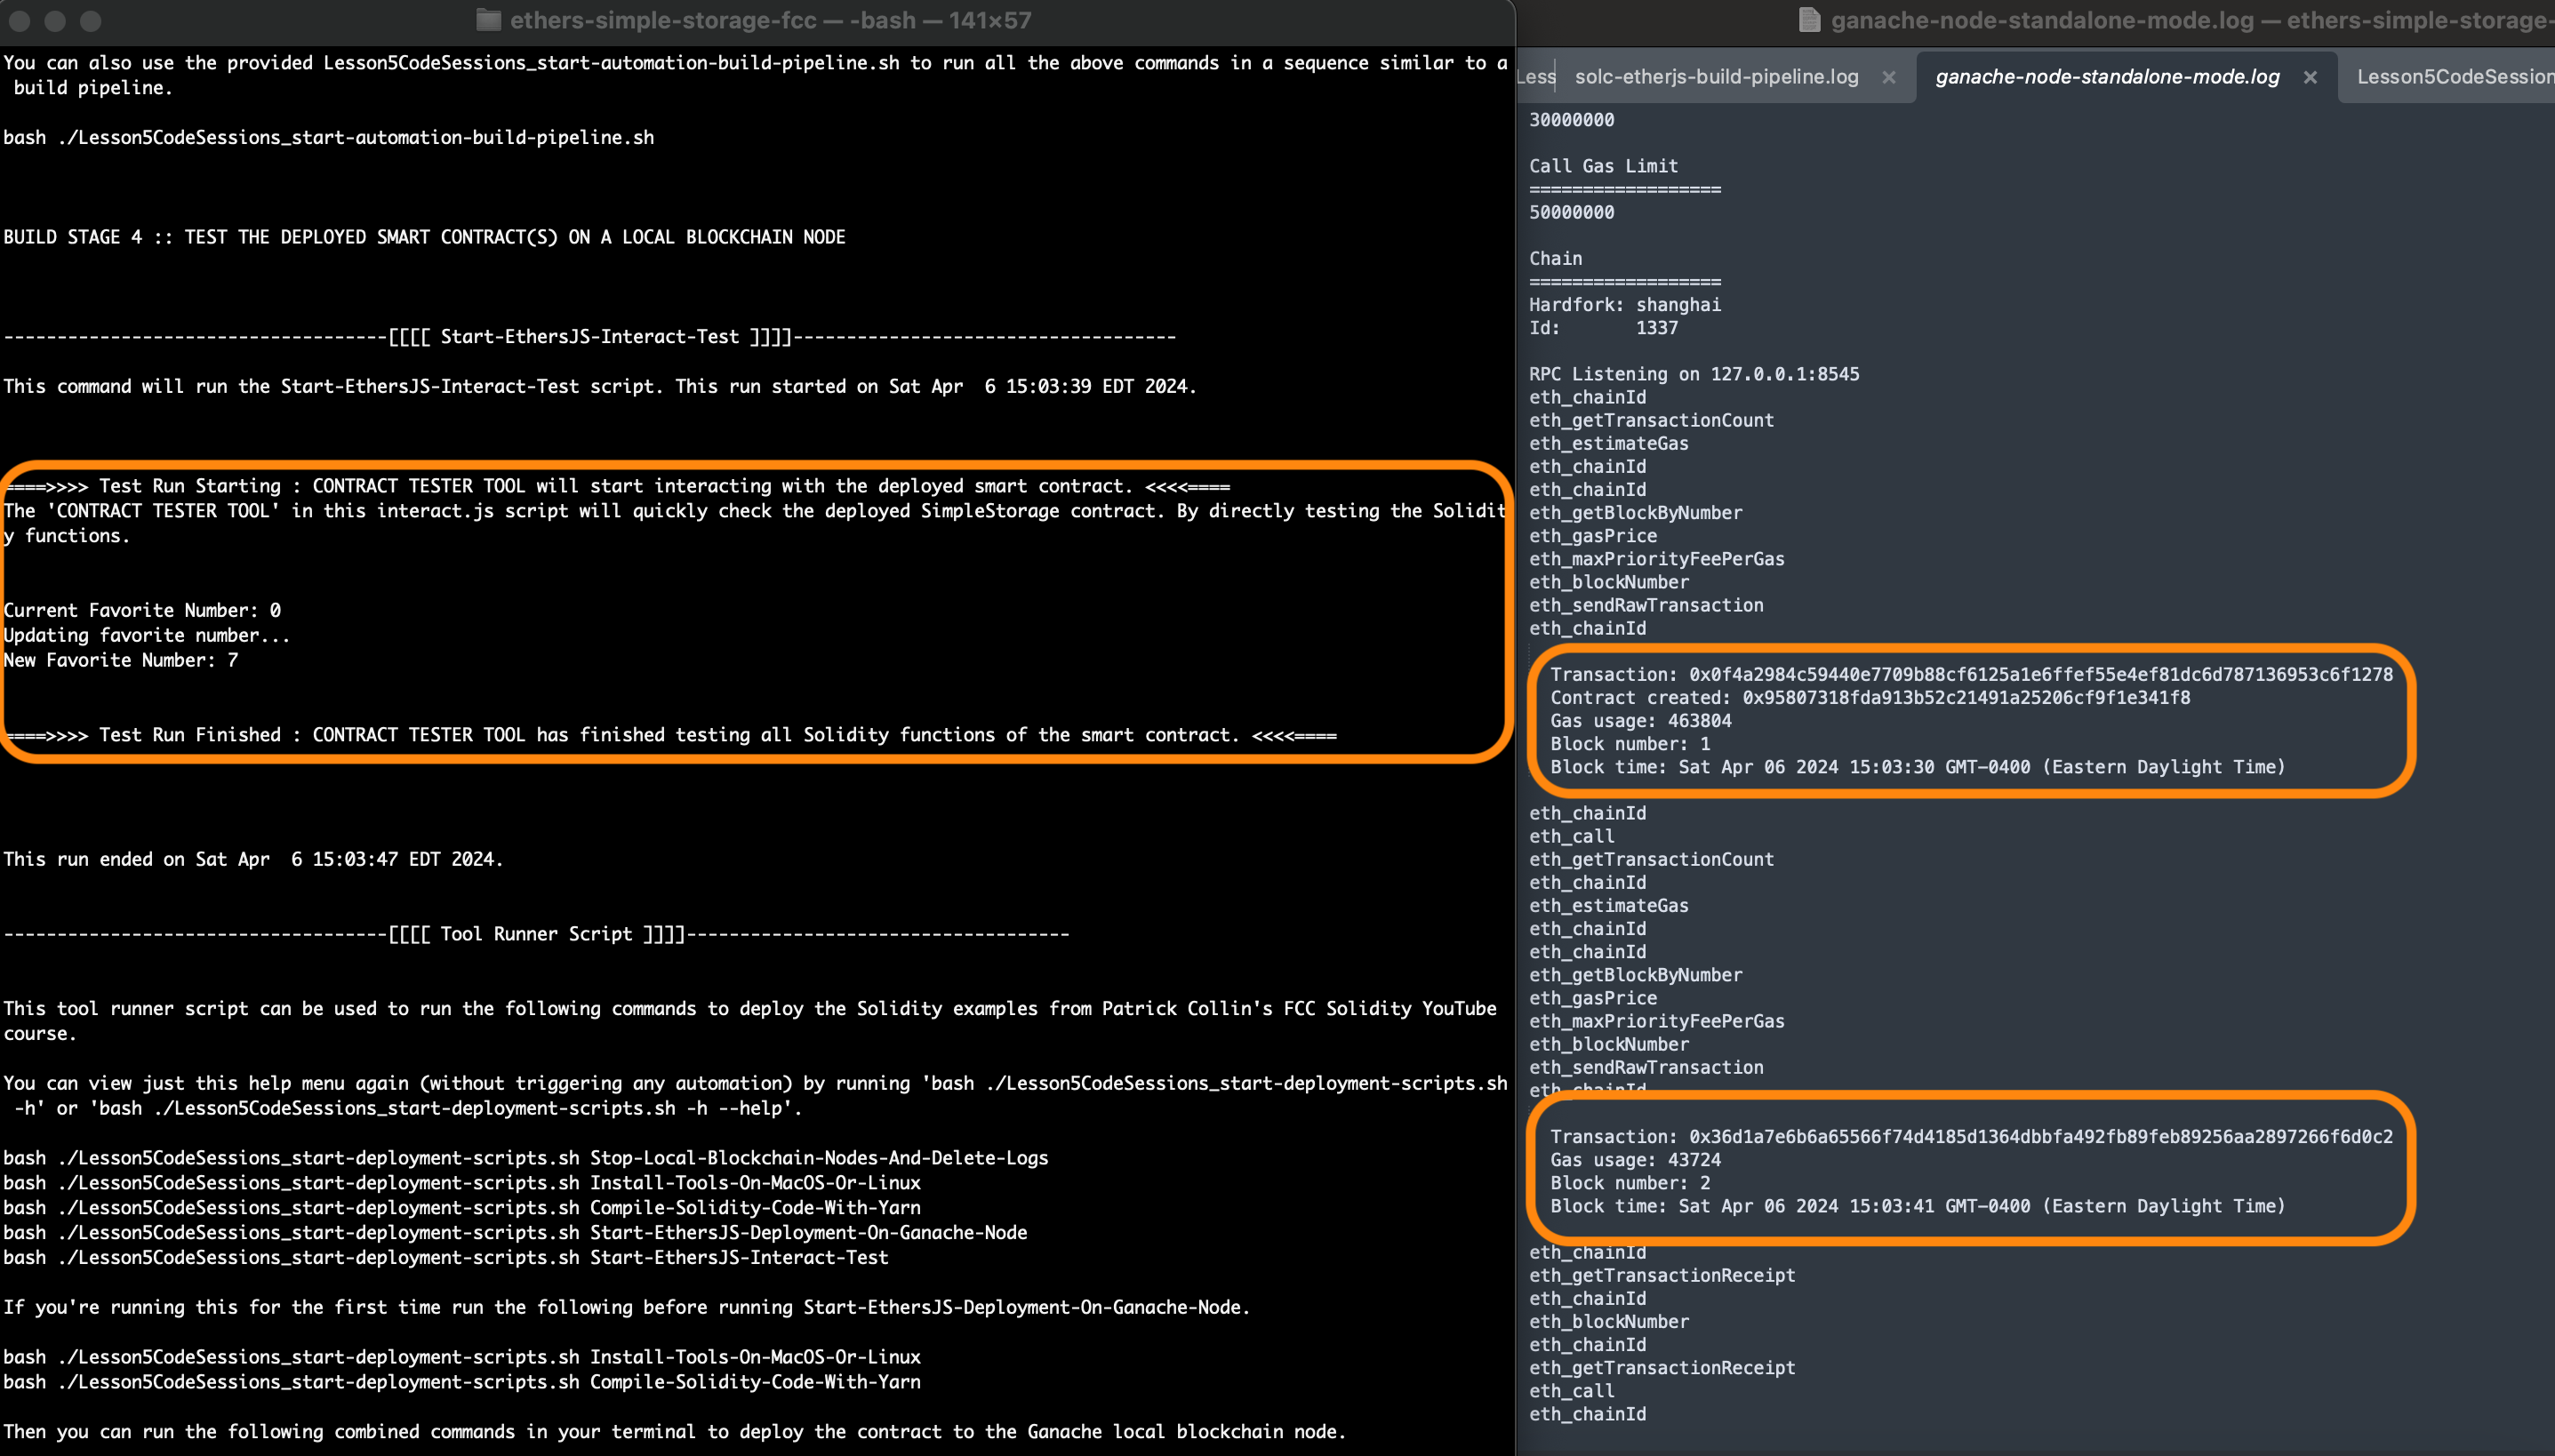 ethers-simple-storage-fcc — -bash — 141×57
You can also use the provided Lesson5CodeSessions_start-automation-build-pipeline.sh to run all the above commands in a sequence similar to a
build pipeline.
bash ./Lesson5CodeSessions_start-automation-build-pipeline.sh
BUILD STAGE 4 :: TEST THE DEPLOYED SMART CONTRACT(S) ON A LOCAL BLOCKCHAIN NODE
------------------------------------[[[[ Start-EthersJS-Interact-Test ]]]]------------------------------------
This command will run the Start-EthersJS-Interact-Test script. This run started on Sat Apr  6 15:03:39 EDT 2024.
====>>>> Test Run Starting : CONTRACT TESTER TOOL will start interacting with the deployed smart contract. <<<<====
The 'CONTRACT TESTER TOOL' in this interact.js script will quickly check the deployed SimpleStorage contract. By directly testing the Solidit
y functions.
Current Favorite Number: 0
Updating favorite number...
New Favorite Number: 7
====>>>> Test Run Finished : CONTRACT TESTER TOOL has finished testing all Solidity functions of the smart contract. <<<<====
This run ended on Sat Apr  6 15:03:47 EDT 2024.
------------------------------------[[[[ Tool Runner Script ]]]]------------------------------------
This tool runner script can be used to run the following commands to deploy the Solidity examples from Patrick Collin's FCC Solidity YouTube
course.
You can view just this help menu again (without triggering any automation) by running 'bash ./Lesson5CodeSessions_start-deployment-scripts.sh
-h' or 'bash ./Lesson5CodeSessions_start-deployment-scripts.sh -h --help'.
bash ./Lesson5CodeSessions_start-deployment-scripts.sh Stop-Local-Blockchain-Nodes-And-Delete-Logs
bash ./Lesson5CodeSessions_start-deployment-scripts.sh Install-Tools-On-MacOS-Or-Linux
bash ./Lesson5CodeSessions_start-deployment-scripts.sh Compile-Solidity-Code-With-Yarn
bash ./Lesson5CodeSessions_start-deployment-scripts.sh Start-EthersJS-Deployment-On-Ganache-Node
bash ./Lesson5CodeSessions_start-deployment-scripts.sh Start-EthersJS-Interact-Test
If you're running this for the first time run the following before running Start-EthersJS-Deployment-On-Ganache-Node.
bash ./Lesson5CodeSessions_start-deployment-scripts.sh Install-Tools-On-MacOS-Or-Linux
bash ./Lesson5CodeSessions_start-deployment-scripts.sh Compile-Solidity-Code-With-Yarn
Then you can run the following combined commands in your terminal to deploy the contract to the Ganache local blockchain node.
ganache-node-standalone-mode.log — ethers-simple-storage-
Less
solc-etherjs-build-pipeline.log ×
ganache-node-standalone-mode.log ×
Lesson5CodeSession
30000000
Call Gas Limit
==================
50000000
Chain
==================
Hardfork: shanghai
Id:       1337
RPC Listening on 127.0.0.1:8545
eth_chainId
eth_getTransactionCount
eth_estimateGas
eth_chainId
eth_chainId
eth_getBlockByNumber
eth_gasPrice
eth_maxPriorityFeePerGas
eth_blockNumber
eth_sendRawTransaction
eth_chainId
Transaction: 0x0f4a2984c59440e7709b88cf6125a1e6ffef55e4ef81dc6d787136953c6f1278
Contract created: 0x95807318fda913b52c21491a25206cf9f1e341f8
Gas usage: 463804
Block number: 1
Block time: Sat Apr 06 2024 15:03:30 GMT-0400 (Eastern Daylight Time)
eth_chainId
eth_call
eth_getTransactionCount
eth_chainId
eth_estimateGas
eth_chainId
eth_chainId
eth_getBlockByNumber
eth_gasPrice
eth_maxPriorityFeePerGas
eth_blockNumber
eth_sendRawTransaction
eth_chainId
Transaction: 0x36d1a7e6b6a65566f74d4185d1364dbbfa492fb89feb89256aa2897266f6d0c2
Gas usage: 43724
Block number: 2
Block time: Sat Apr 06 2024 15:03:41 GMT-0400 (Eastern Daylight Time)
eth_chainId
eth_getTransactionReceipt
eth_chainId
eth_blockNumber
eth_chainId
eth_getTransactionReceipt
eth_call
eth_chainId